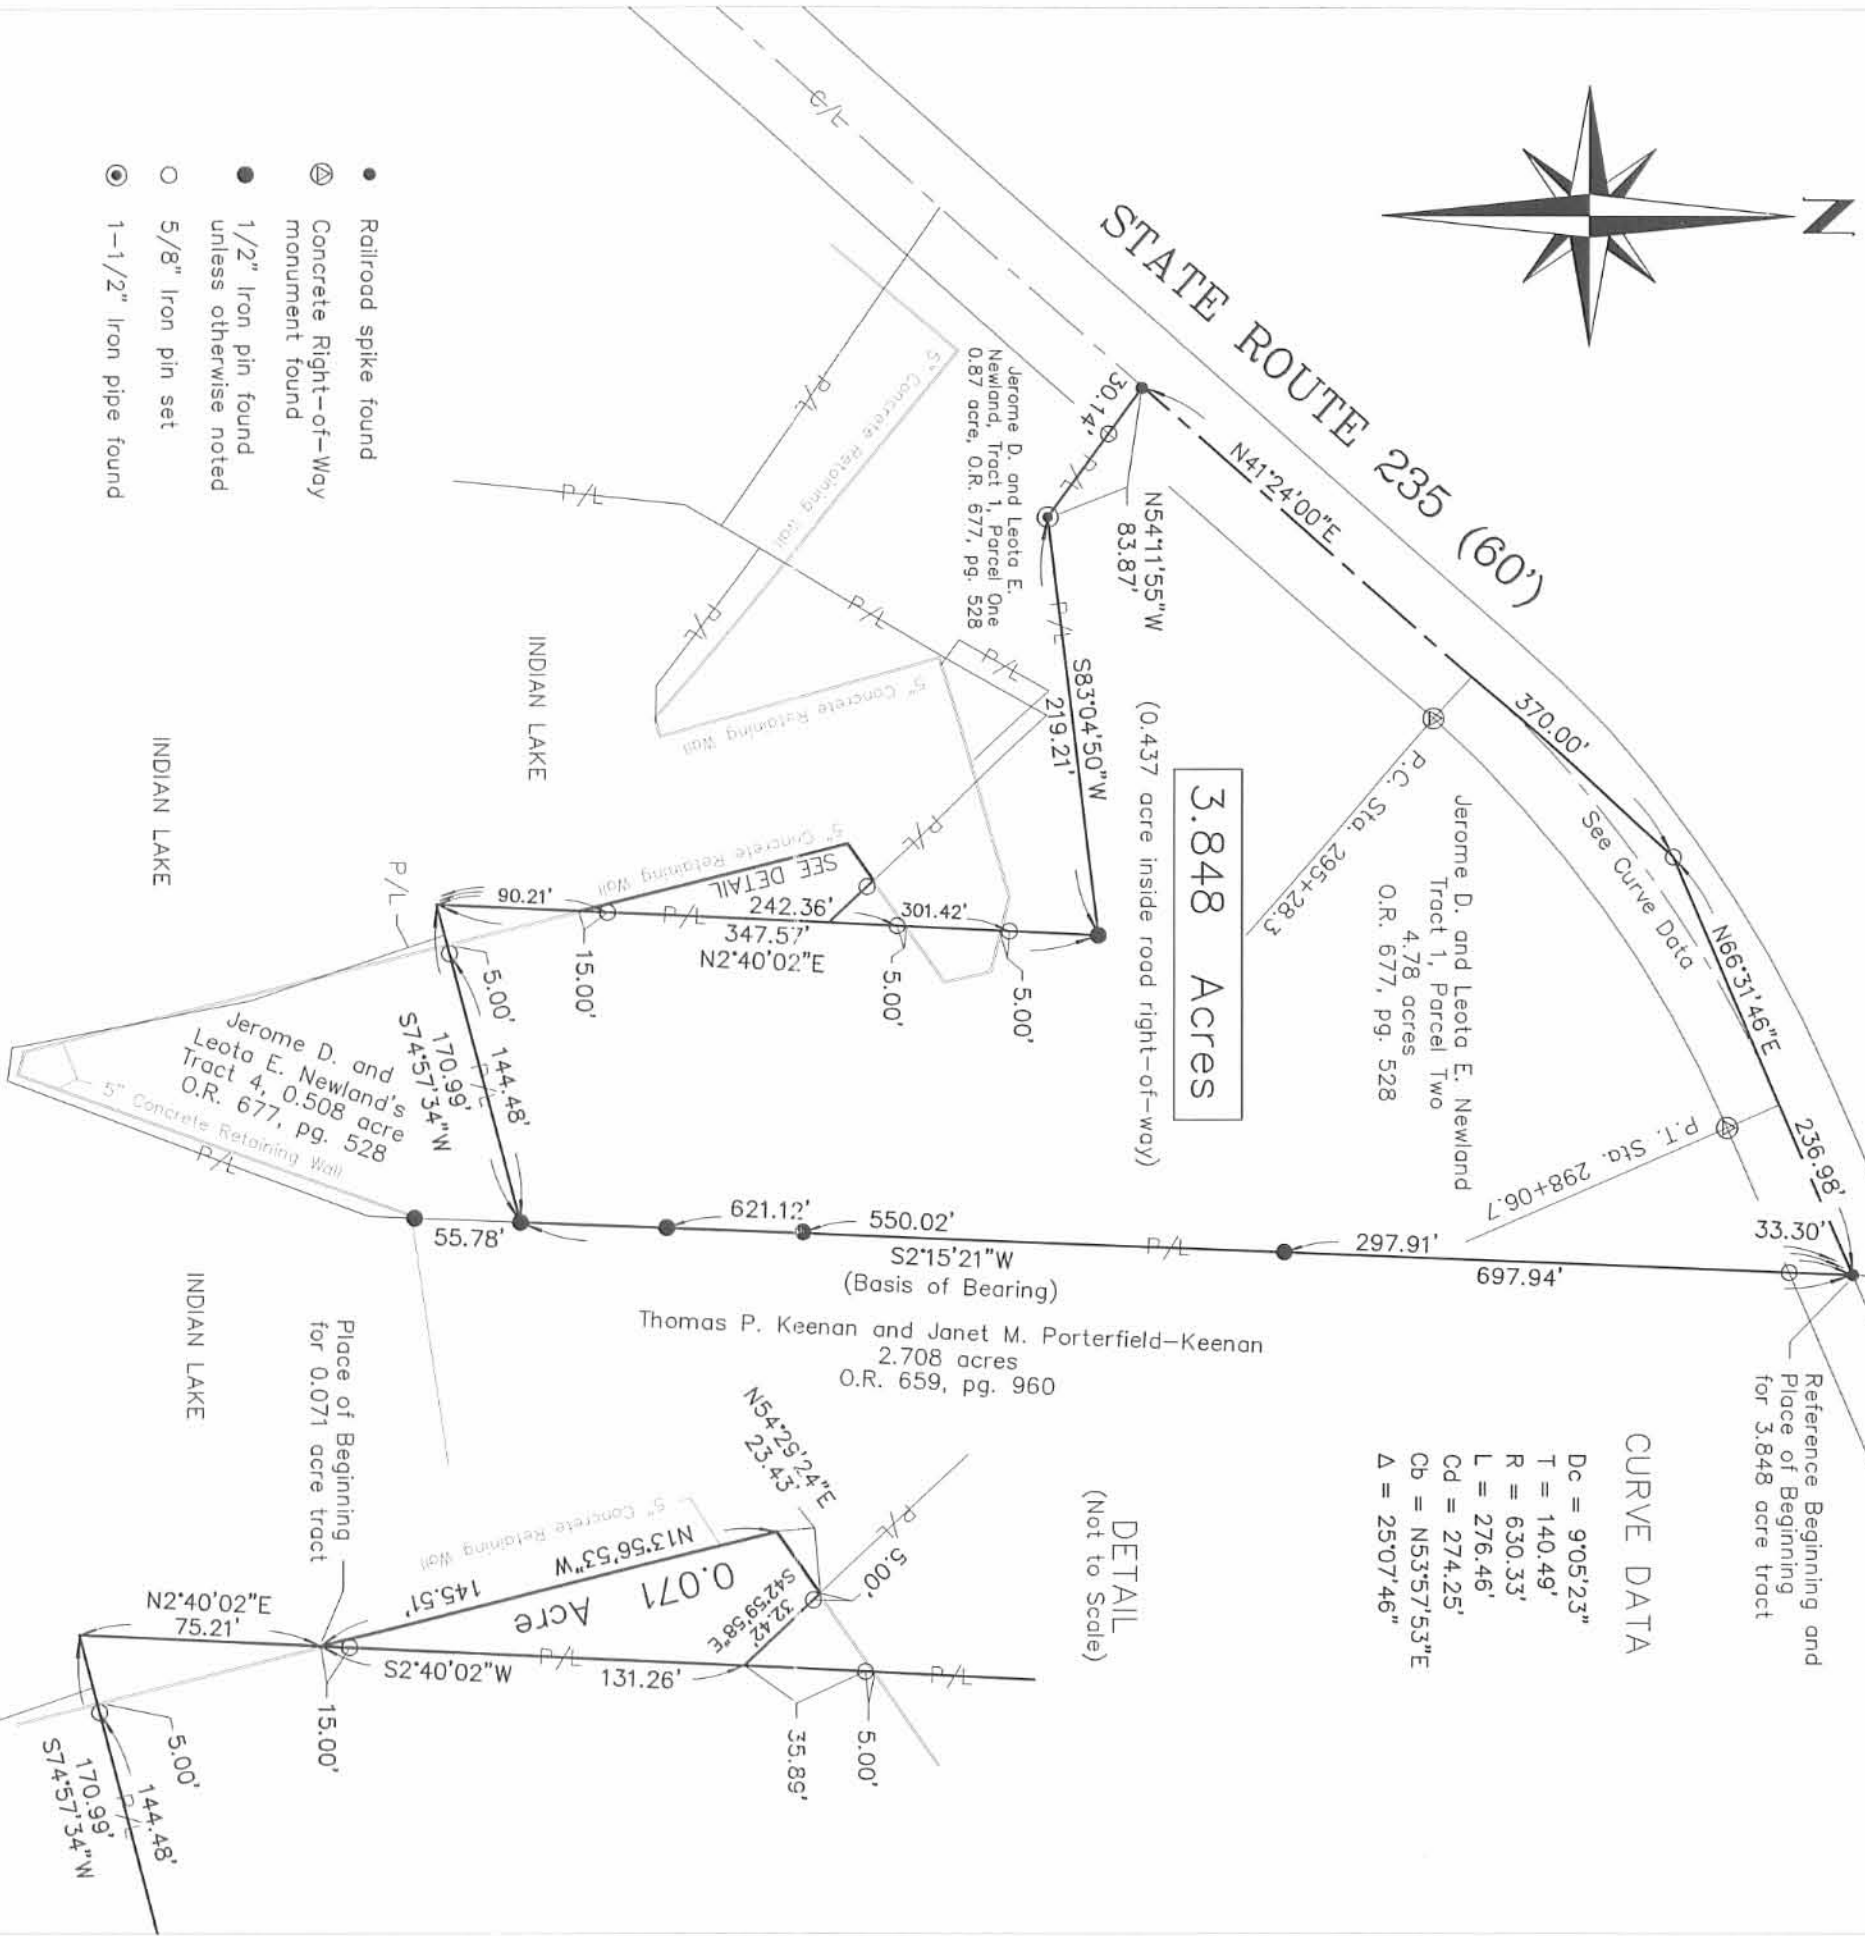 N
STATE ROUTE 235 (60')
C/L
N41°24'00"E
370.00'
See Curve Data
N66°31'46"E
236.98'
33.30'
Reference Beginning and
Place of Beginning
for 3.848 acre tract
CURVE DATA
Dc = 9°05'23"
T = 140.49'
R = 630.33'
L = 276.46'
Cd = 274.25'
Cb = N53°57'53"E
Δ = 25°07'46"
P.C. Sta. 295+28.3
P.T. Sta. 298+06.7
Jerome D. and Leota E. Newland
Tract 1, Parcel Two
4.78 acres
O.R. 677, pg. 528
3.848 Acres
(0.437 acre inside road right-of-way)
30.14'
P/L
N54°11'55"W
83.87'
P/L
S83°04'50"W
219.21'
Jerome D. and Leota E.
Newland, Tract 1, Parcel One
0.87 acre, O.R. 677, pg. 528
5" Concrete Retaining Wall
P/L
P/L
P/L
P/L
P/L
5" Concrete Retaining Wall
INDIAN LAKE
P/L
5" Concrete Retaining Wall
SEE DETAIL
90.21'
P/L
242.36'
301.42'
347.57'
N2°40'02"E
15.00'
5.00'
5.00'
INDIAN LAKE
P/L
5.00'
144.48'
P/L
170.99'
S74°57'34"W
Jerome D. and
Leota E. Newland's
Tract 4, 0.508 acre
O.R. 677, pg. 528
5" Concrete Retaining Wall
P/L
55.78'
621.12'
550.02'
P/L
297.91'
697.94'
S2°15'21"W
(Basis of Bearing)
Thomas P. Keenan and Janet M. Porterfield-Keenan
2.708 acres
O.R. 659, pg. 960
INDIAN LAKE
Railroad spike found
Concrete Right-of-Way
monument found
1/2" Iron pin found
unless otherwise noted
5/8" Iron pin set
1-1/2" Iron pipe found
DETAIL
(Not to Scale)
N54°29'24"E
23.43'
P/L
5.00'
5" Concrete Retaining Wall
N13°56'53"W
145.51'
0.071
Acre
S42°59'58"E
32.42'
Place of Beginning
for 0.071 acre tract
N2°40'02"E
75.21'
S2°40'02"W
P/L
131.26'
P/L
15.00'
35.89'
5.00'
5.00'
144.48'
P/L
170.99'
S74°57'34"W